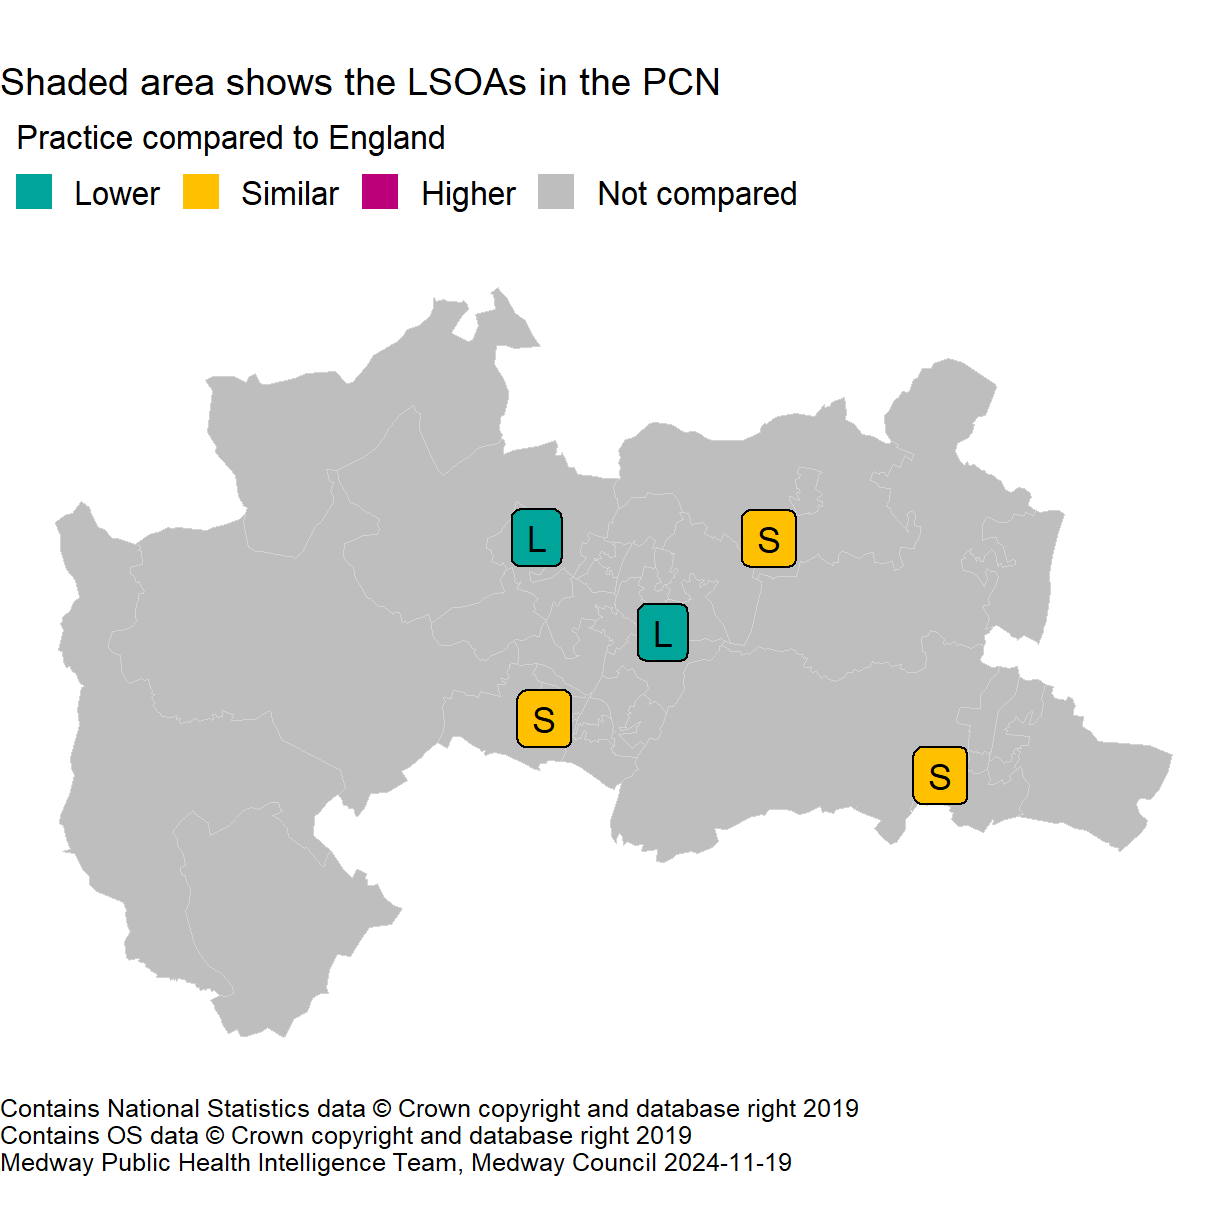 Shaded area shows the LSOAs in the PCN
Practice compared to England
Lower Similar Higher Not compared
L S
L
S
S
Contains National Statistics data © Crown copyright and database right 2019
Contains OS data © Crown copyright and database right 2019
Medway Public Health Intelligence Team, Medway Council 2024-11-19